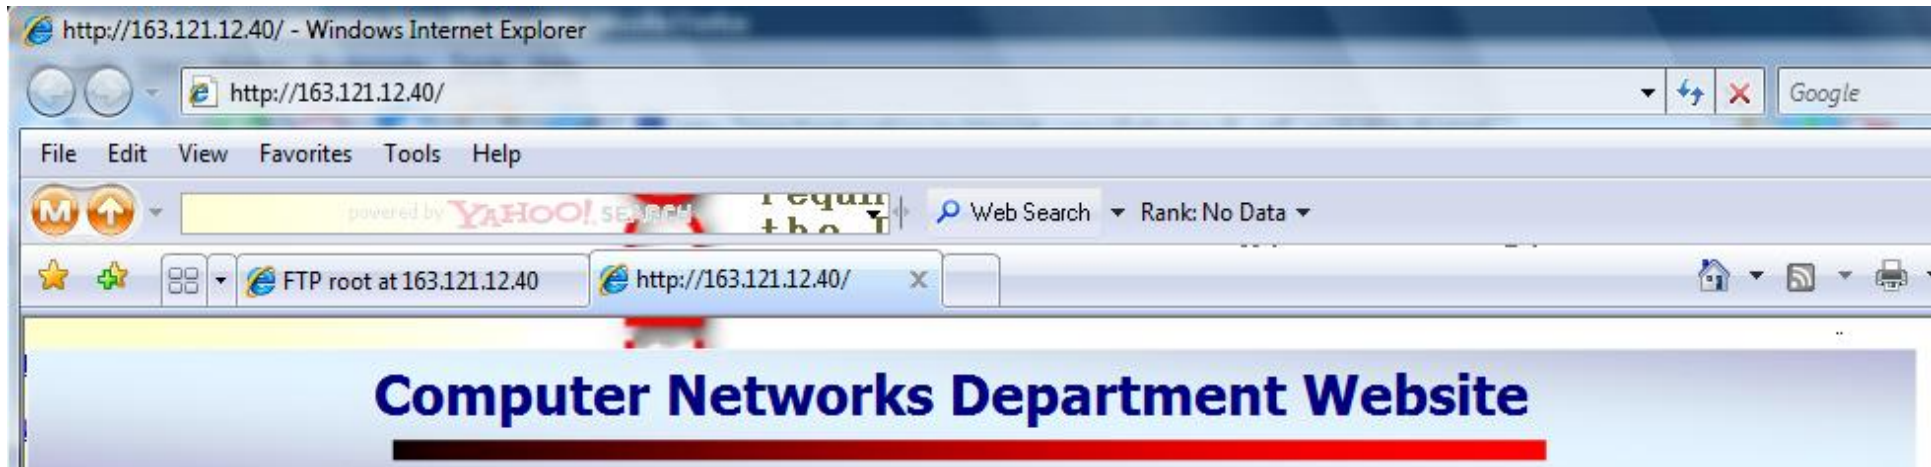 http://163.121.12.40/ - Windows Internet Explorer
http://163.121.12.40/
Google
File Edit View Favorites Tools Help
powered by YAHOO! SEARCH Web Search Rank: No Data
FTP root at 163.121.12.40 http://163.121.12.40/
Computer Networks Department Website